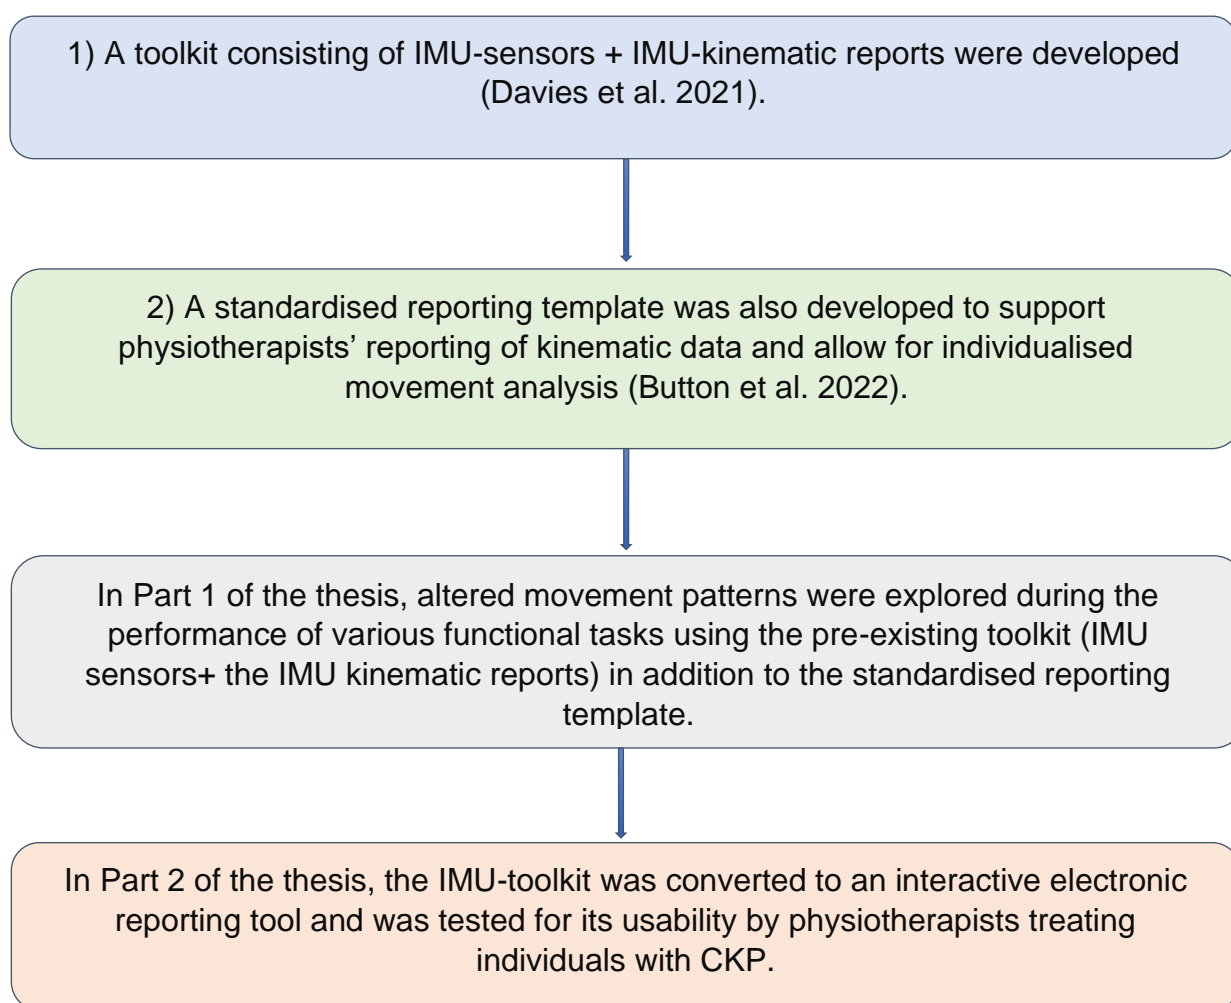 1) A toolkit consisting of IMU-sensors + IMU-kinematic reports were developed
(Davies et al. 2021).
2) A standardised reporting template was also developed to support
physiotherapists’ reporting of kinematic data and allow for individualised
movement analysis (Button et al. 2022).
In Part 1 of the thesis, altered movement patterns were explored during the
performance of various functional tasks using the pre-existing toolkit (IMU
sensors+ the IMU kinematic reports) in addition to the standardised reporting
template.
In Part 2 of the thesis, the IMU-toolkit was converted to an interactive electronic
reporting tool and was tested for its usability by physiotherapists treating
individuals with CKP.